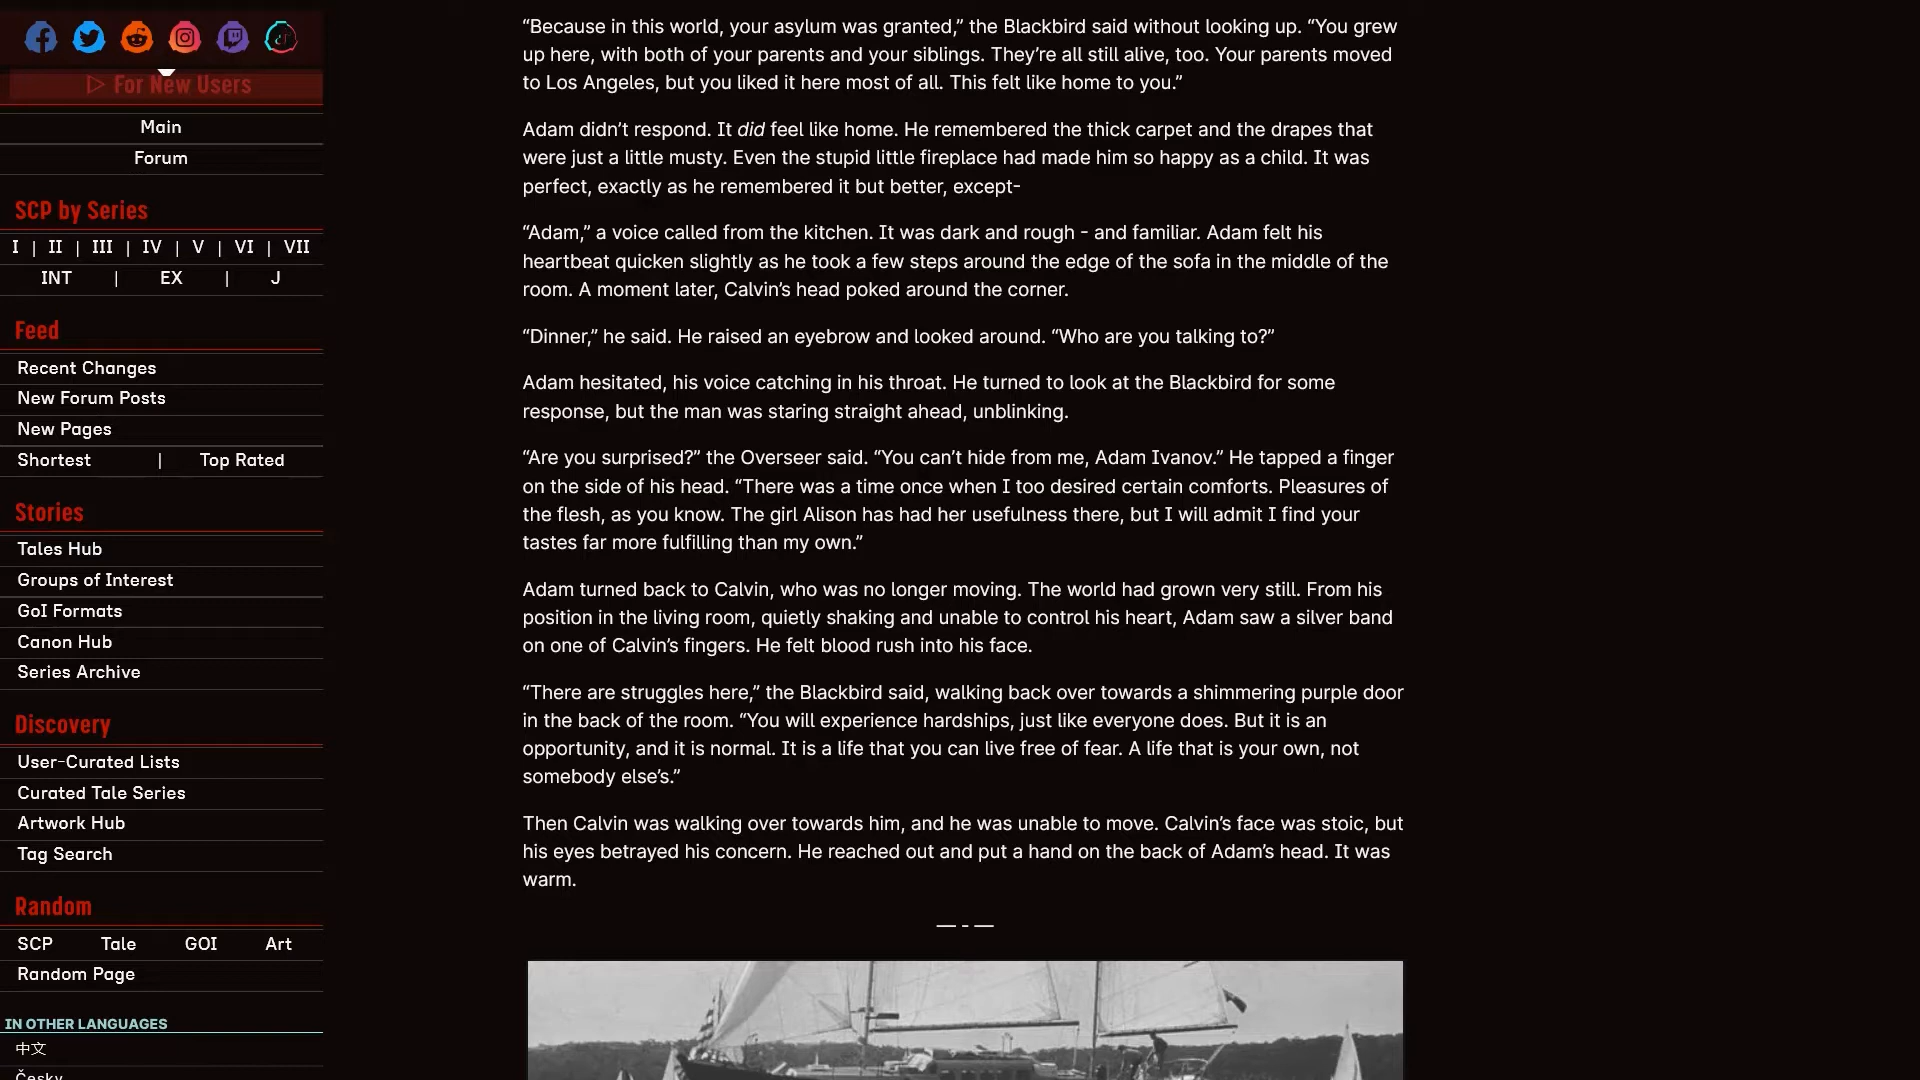 ▷ For New Users
Main
Forum
SCP by Series
I | II | III | IV | V | VI | VII
INT | EX | J
Feed
Recent Changes
New Forum Posts
New Pages
Shortest | Top Rated
Stories
Tales Hub
Groups of Interest
GoI Formats
Canon Hub
Series Archive
Discovery
User-Curated Lists
Curated Tale Series
Artwork Hub
Tag Search
Random
SCP Tale GOI Art
Random Page
IN OTHER LANGUAGES
中文
Česky
“Because in this world, your asylum was granted,” the Blackbird said without looking up. “You grew
up here, with both of your parents and your siblings. They’re all still alive, too. Your parents moved
to Los Angeles, but you liked it here most of all. This felt like home to you.”
Adam didn’t respond. It did feel like home. He remembered the thick carpet and the drapes that
were just a little musty. Even the stupid little fireplace had made him so happy as a child. It was
perfect, exactly as he remembered it but better, except-
“Adam,” a voice called from the kitchen. It was dark and rough - and familiar. Adam felt his
heartbeat quicken slightly as he took a few steps around the edge of the sofa in the middle of the
room. A moment later, Calvin’s head poked around the corner.
“Dinner,” he said. He raised an eyebrow and looked around. “Who are you talking to?”
Adam hesitated, his voice catching in his throat. He turned to look at the Blackbird for some
response, but the man was staring straight ahead, unblinking.
“Are you surprised?” the Overseer said. “You can’t hide from me, Adam Ivanov.” He tapped a finger
on the side of his head. “There was a time once when I too desired certain comforts. Pleasures of
the flesh, as you know. The girl Alison has had her usefulness there, but I will admit I find your
tastes far more fulfilling than my own.”
Adam turned back to Calvin, who was no longer moving. The world had grown very still. From his
position in the living room, quietly shaking and unable to control his heart, Adam saw a silver band
on one of Calvin’s fingers. He felt blood rush into his face.
“There are struggles here,” the Blackbird said, walking back over towards a shimmering purple door
in the back of the room. “You will experience hardships, just like everyone does. But it is an
opportunity, and it is normal. It is a life that you can live free of fear. A life that is your own, not
somebody else’s.”
Then Calvin was walking over towards him, and he was unable to move. Calvin’s face was stoic, but
his eyes betrayed his concern. He reached out and put a hand on the back of Adam’s head. It was
warm.
— - —